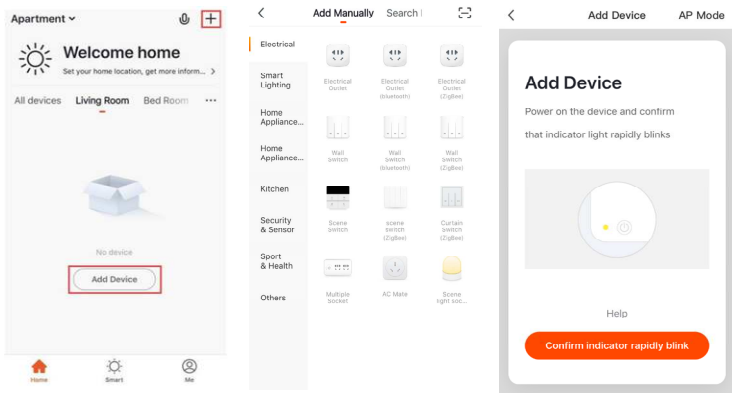 Apartment
Welcome home
Set your home location, get more inform... >
All devices Living Room Bed Room ...
No device
Add Device
Home Smart Me
Add Manually Search
Electrical
Smart
Lighting
Home
Appliance...
Home
Appliance...
Kitchen
Security
& Sensor
Sport
& Health
Others
Electrical
Outlet
Electrical
Outlet
(bluetooth)
Electrical
Outlet
(ZigBee)
Wall
Switch
Wall
Switch
(bluetooth)
Wall
Switch
(ZigBee)
Scene
Switch
scene
switch
(ZigBee)
Curtain
Switch
(ZigBee)
Multiple
Socket
AC Mate
Scene
light soc...
Add Device AP Mode
Add Device
Power on the device and confirm
that indicator light rapidly blinks
Help
Confirm indicator rapidly blink